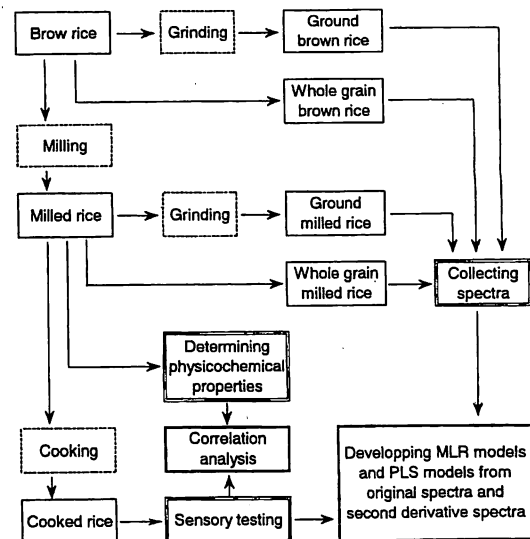 Brow rice
Grinding
Ground
brown rice
Whole grain
brown rice
Milling
Milled rice
Grinding
Ground
milled rice
Whole grain
milled rice
Collecting
spectra
Determining
physicochemical
properties
Cooking
Correlation
analysis
Developping MLR models
and PLS models from
original spectra and
second derivative spectra
Cooked rice
Sensory testing